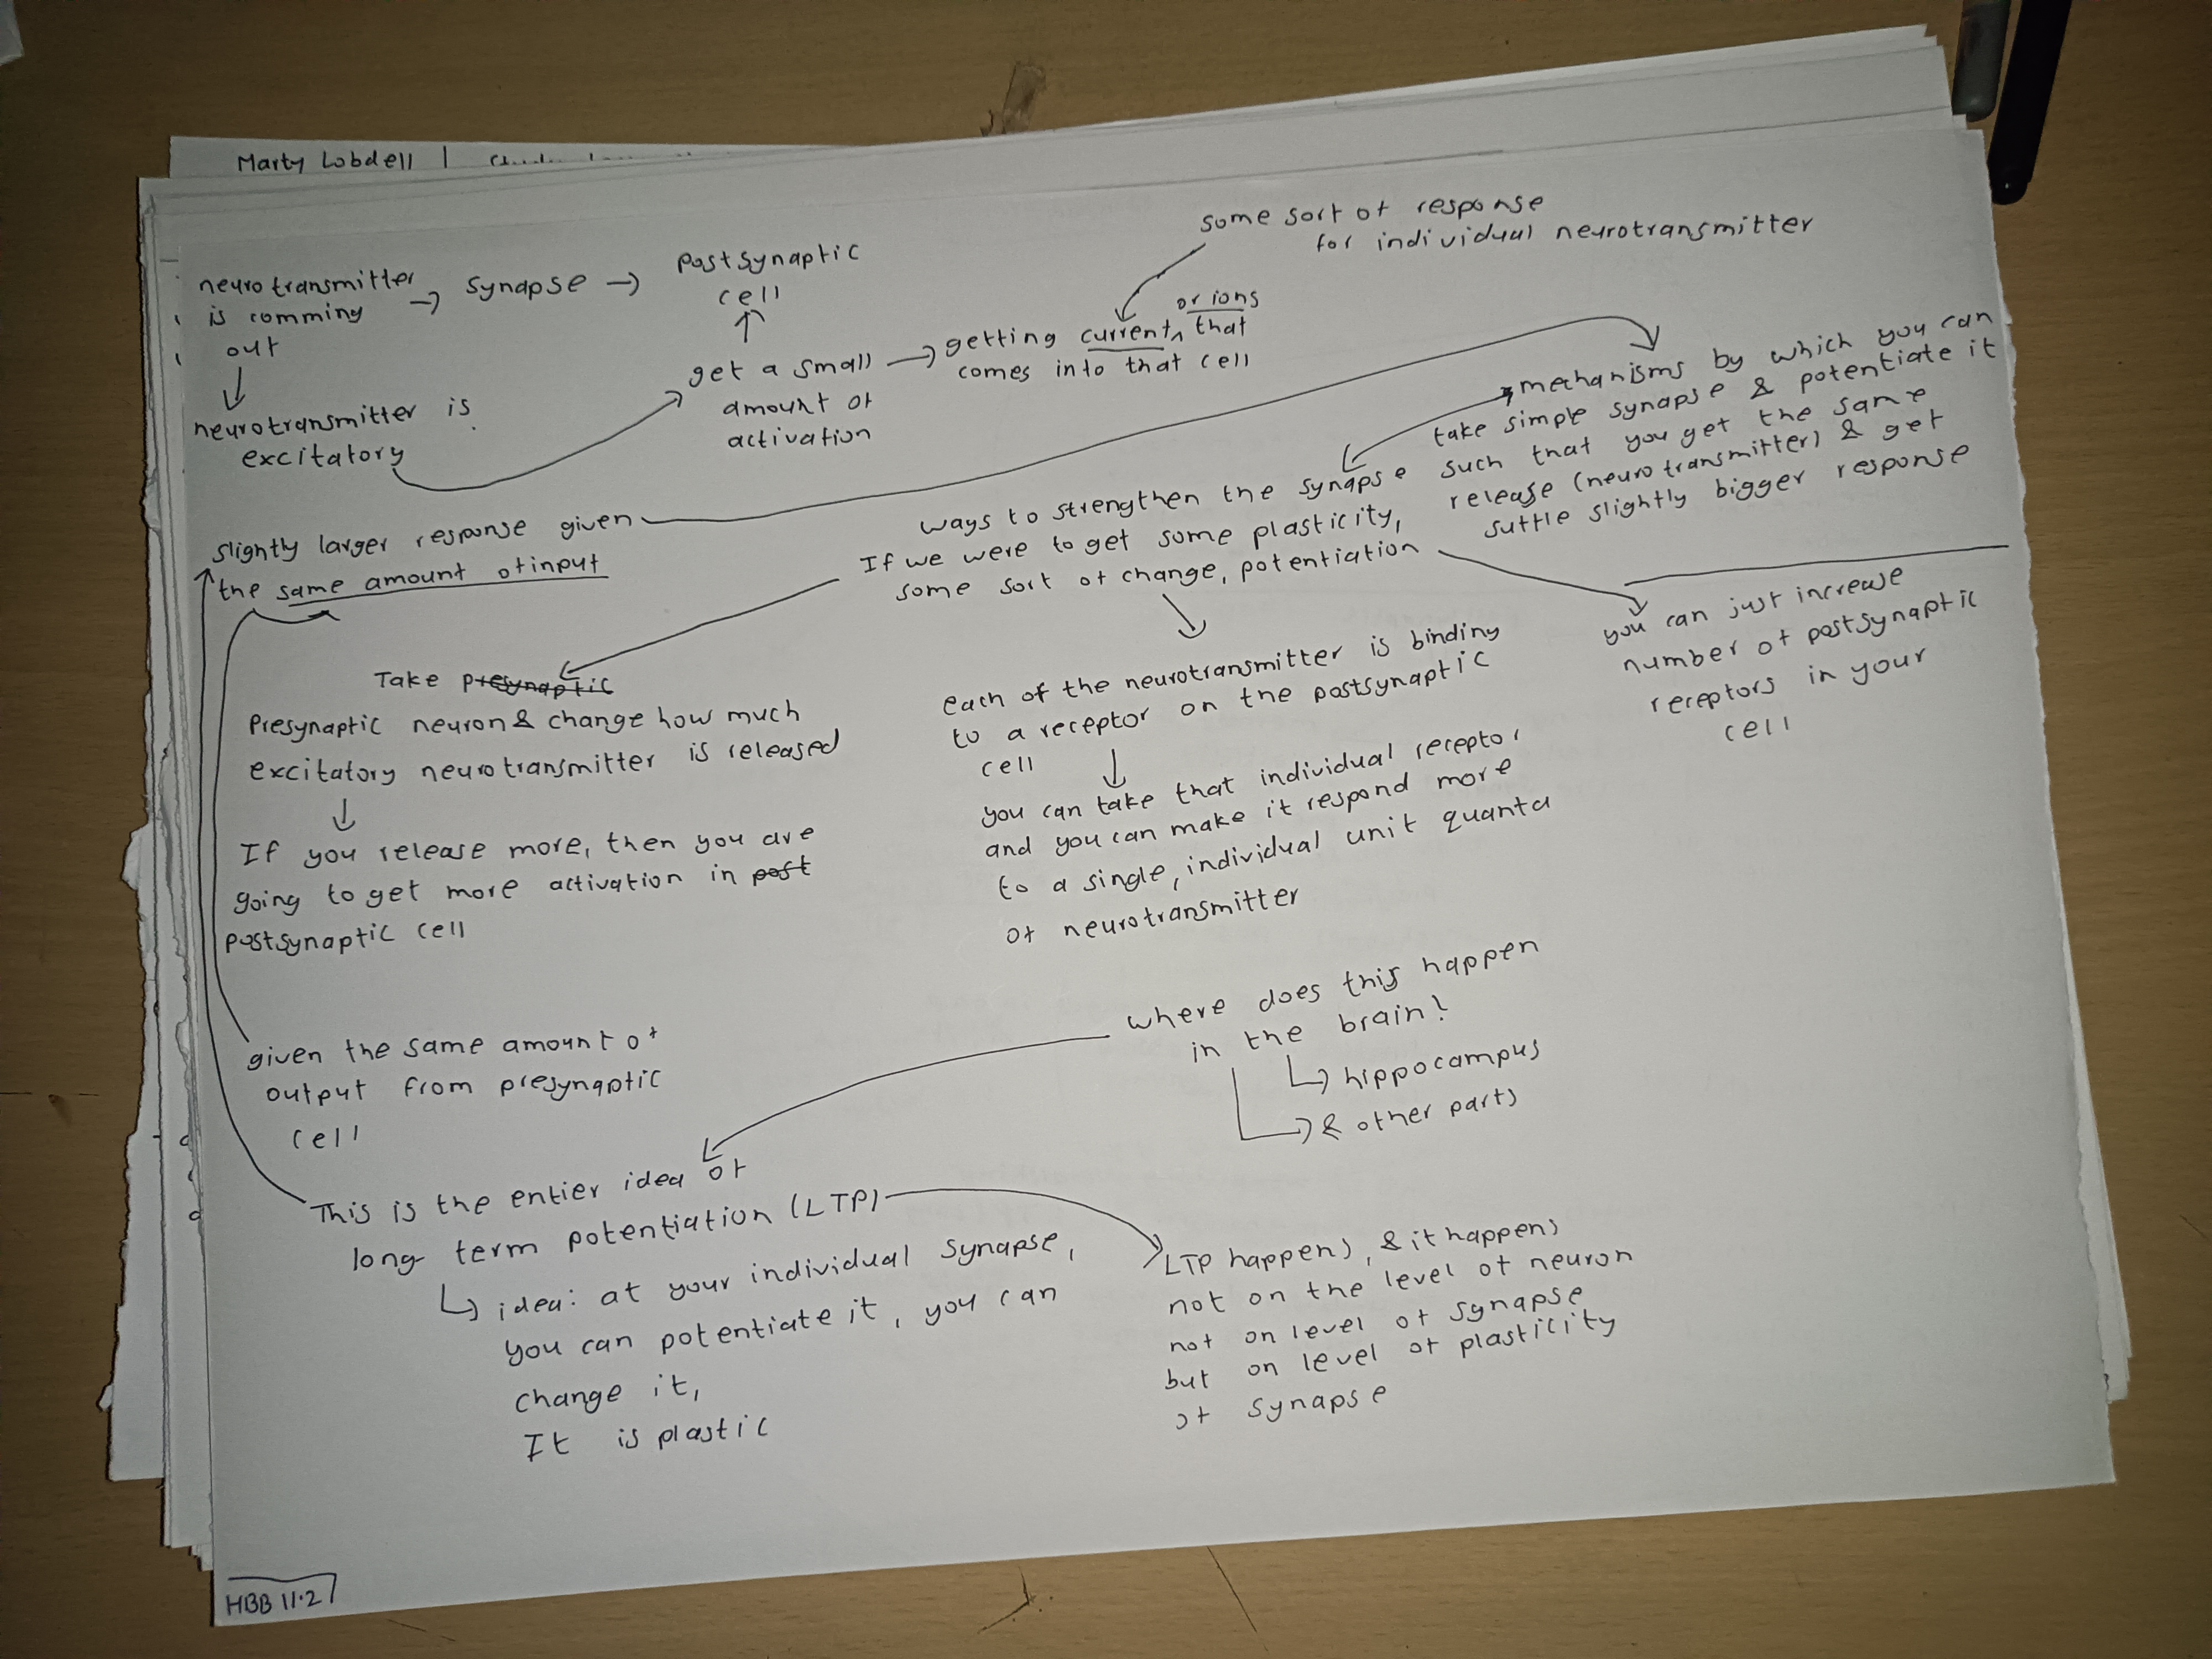 Marty Lobdell |
some sort of response
for individual neurotransmitter
neurotransmitter
is comming
out
→ synapse →
postsynaptic
cell
neurotransmitter is
excitatory
get a small
amount of
activation
getting current, that
or ions
comes into that cell
mechanisms by which you can
take simple synapse & potentiate it
such that you get the same
release (neurotransmitter) & get
suttle slightly bigger response
slightly larger response given
the same amount of input
ways to strengthen the synapse
If we were to get some plasticity,
some sort of change, potentiation
Take presynaptic
Presynaptic neuron & change how much
excitatory neurotransmitter is released
If you release more, then you are
going to get more activation in post
postsynaptic cell
each of the neurotransmitter is binding
to a receptor on the postsynaptic
cell
you can take that individual receptor
and you can make it respond more
to a single, individual unit quanta
of neurotransmitter
you can just increase
number of postsynaptic
receptors in your
cell
given the same amount of
output from presynaptic
cell
where does this happen
in the brain?
hippocampus
& other parts
This is the entier idea of
long term potentiation (LTP)
idea: at your individual synapse,
you can potentiate it, you can
change it,
It is plastic
LTP happens, & it happens
not on the level of neuron
not on level of synapse
but on level of plasticity
of synapse
HBB 11.2